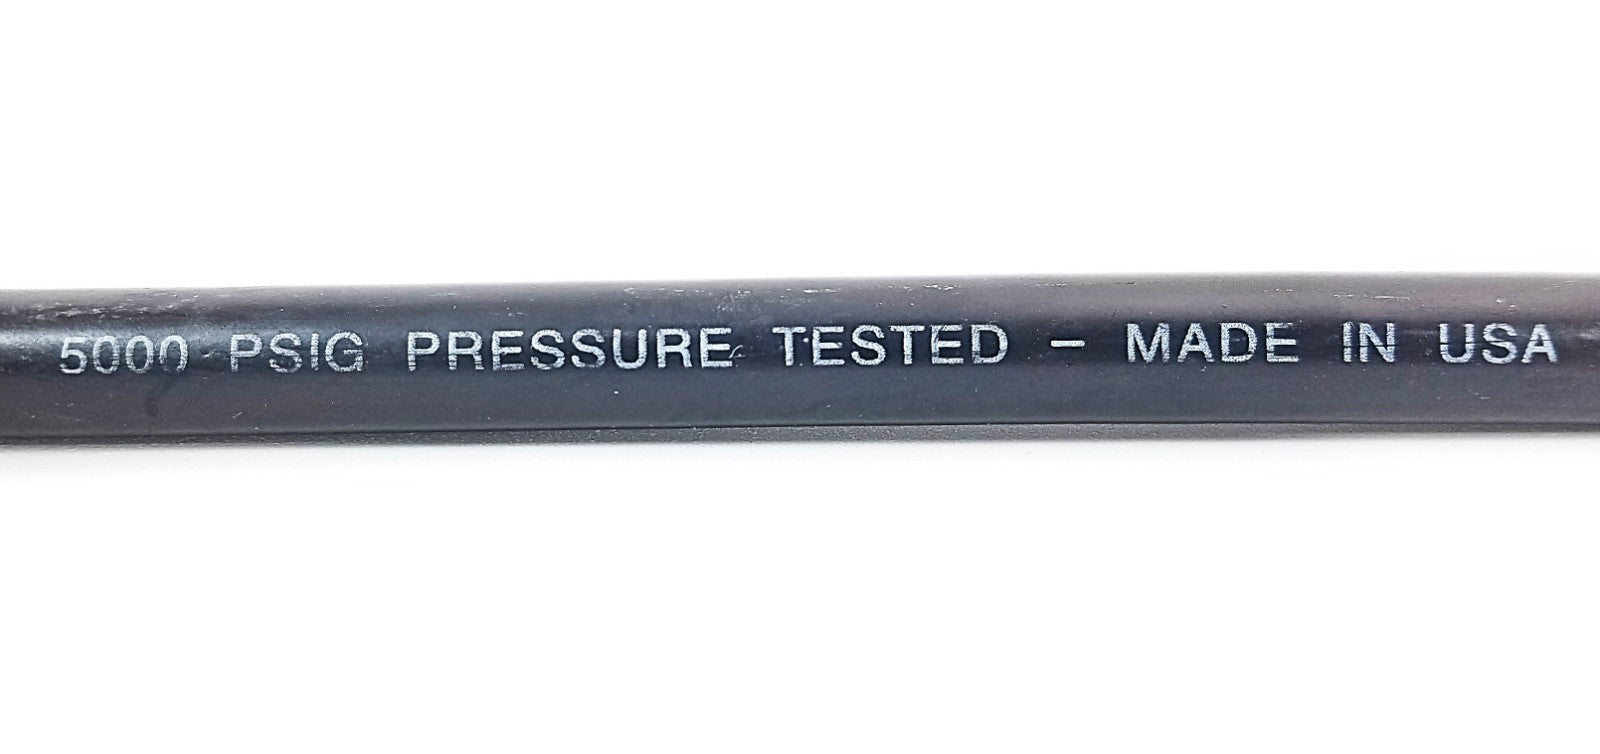 5000 PSIG PRESSURE TESTED – MADE IN USA